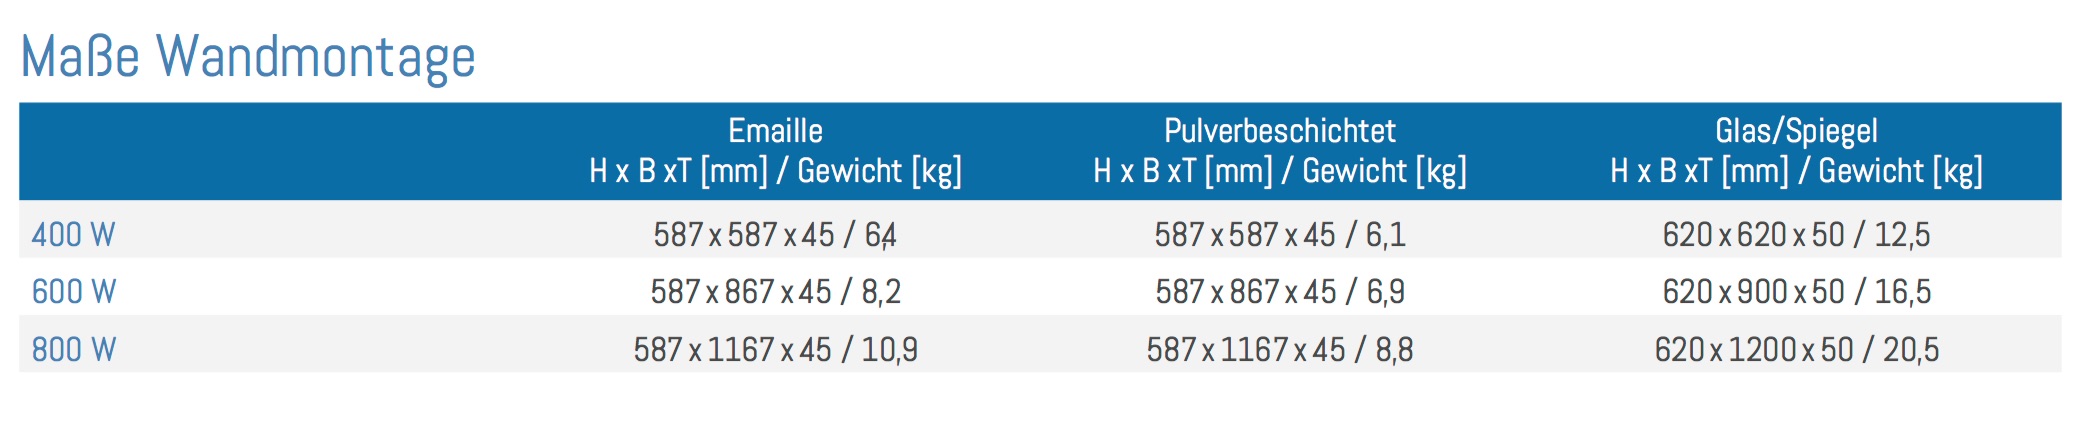 Maße Wandmontage
Emaille Pulverbeschichtet Glas/Spiegel
H x B xT [mm] / Gewicht [kg] H x B xT [mm] / Gewicht [kg] H x B xT [mm] / Gewicht [kg]
400 W 587 x 587 x 45 / 6,4 587 x 587 x 45 / 6,1 620 x 620 x 50 / 12,5
600 W 587 x 867 x 45 / 8,2 587 x 867 x 45 / 6,9 620 x 900 x 50 / 16,5
800 W 587 x 1167 x 45 / 10,9 587 x 1167 x 45 / 8,8 620 x 1200 x 50 / 20,5